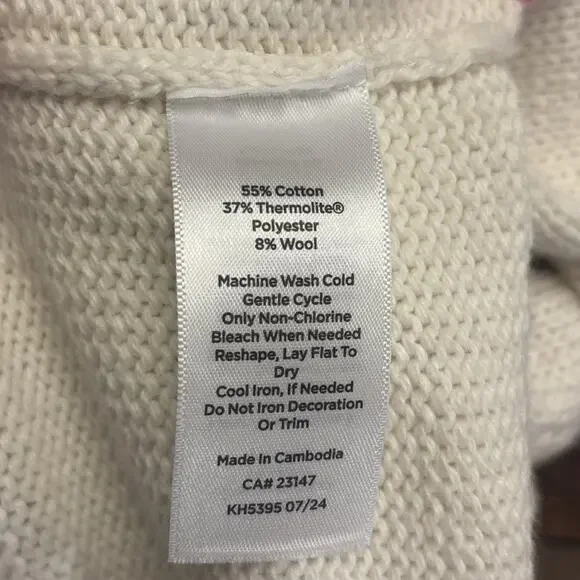 55% Cotton
37% Thermolite®
Polyester
8% Wool
Machine Wash Cold
Gentle Cycle
Only Non-Chlorine
Bleach When Needed
Reshape, Lay Flat To
Dry
Cool Iron, If Needed
Do Not Iron Decoration
Or Trim
Made In Cambodia
CA# 23147
KH5395 07/24